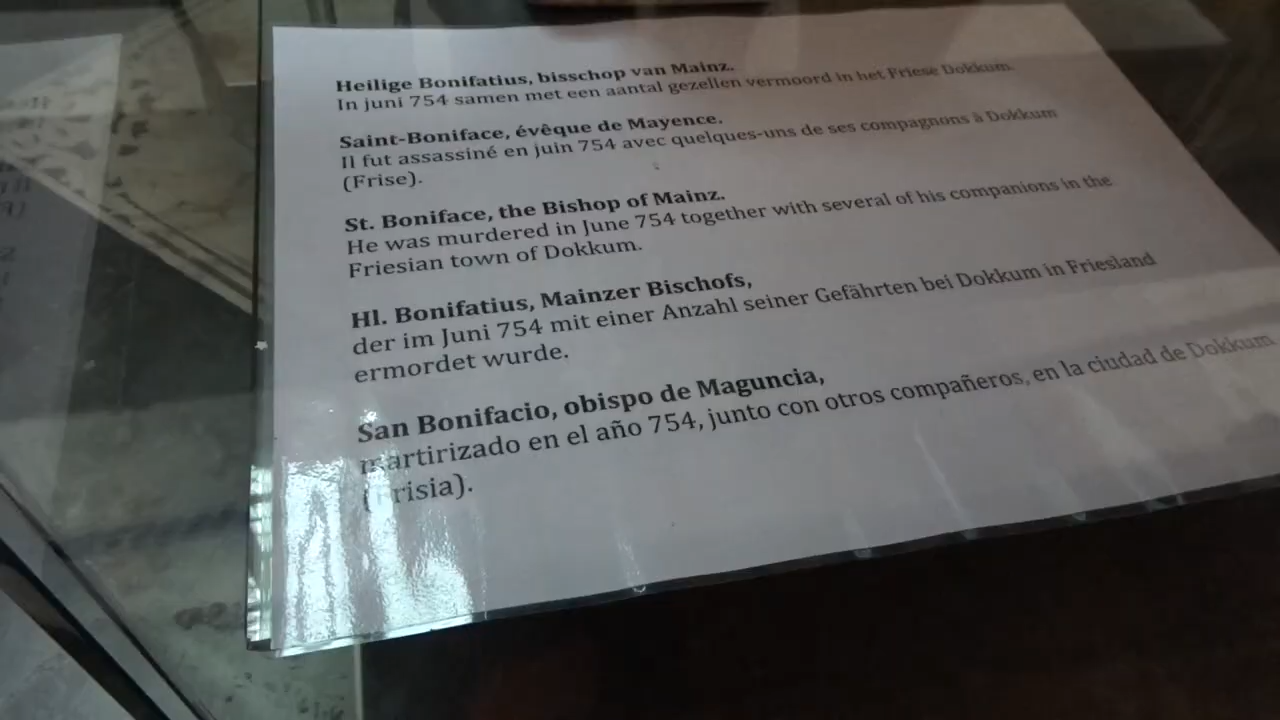 Heilige Bonifatius, bisschop van Mainz.
In juni 754 samen met een aantal gezellen vermoord in het Friese Dokkum.
Saint-Boniface, évêque de Mayence.
Il fut assassiné en juin 754 avec quelques-uns de ses compagnons à Dokkum
(Frise).
St. Boniface, the Bishop of Mainz.
He was murdered in June 754 together with several of his companions in the
Friesian town of Dokkum.
Hl. Bonifatius, Mainzer Bischofs,
der im Juni 754 mit einer Anzahl seiner Gefährten bei Dokkum in Friesland
ermordet wurde.
San Bonifacio, obispo de Maguncia,
martirizado en el año 754, junto con otros compañeros, en la ciudad de Dokkum
(Frisia).